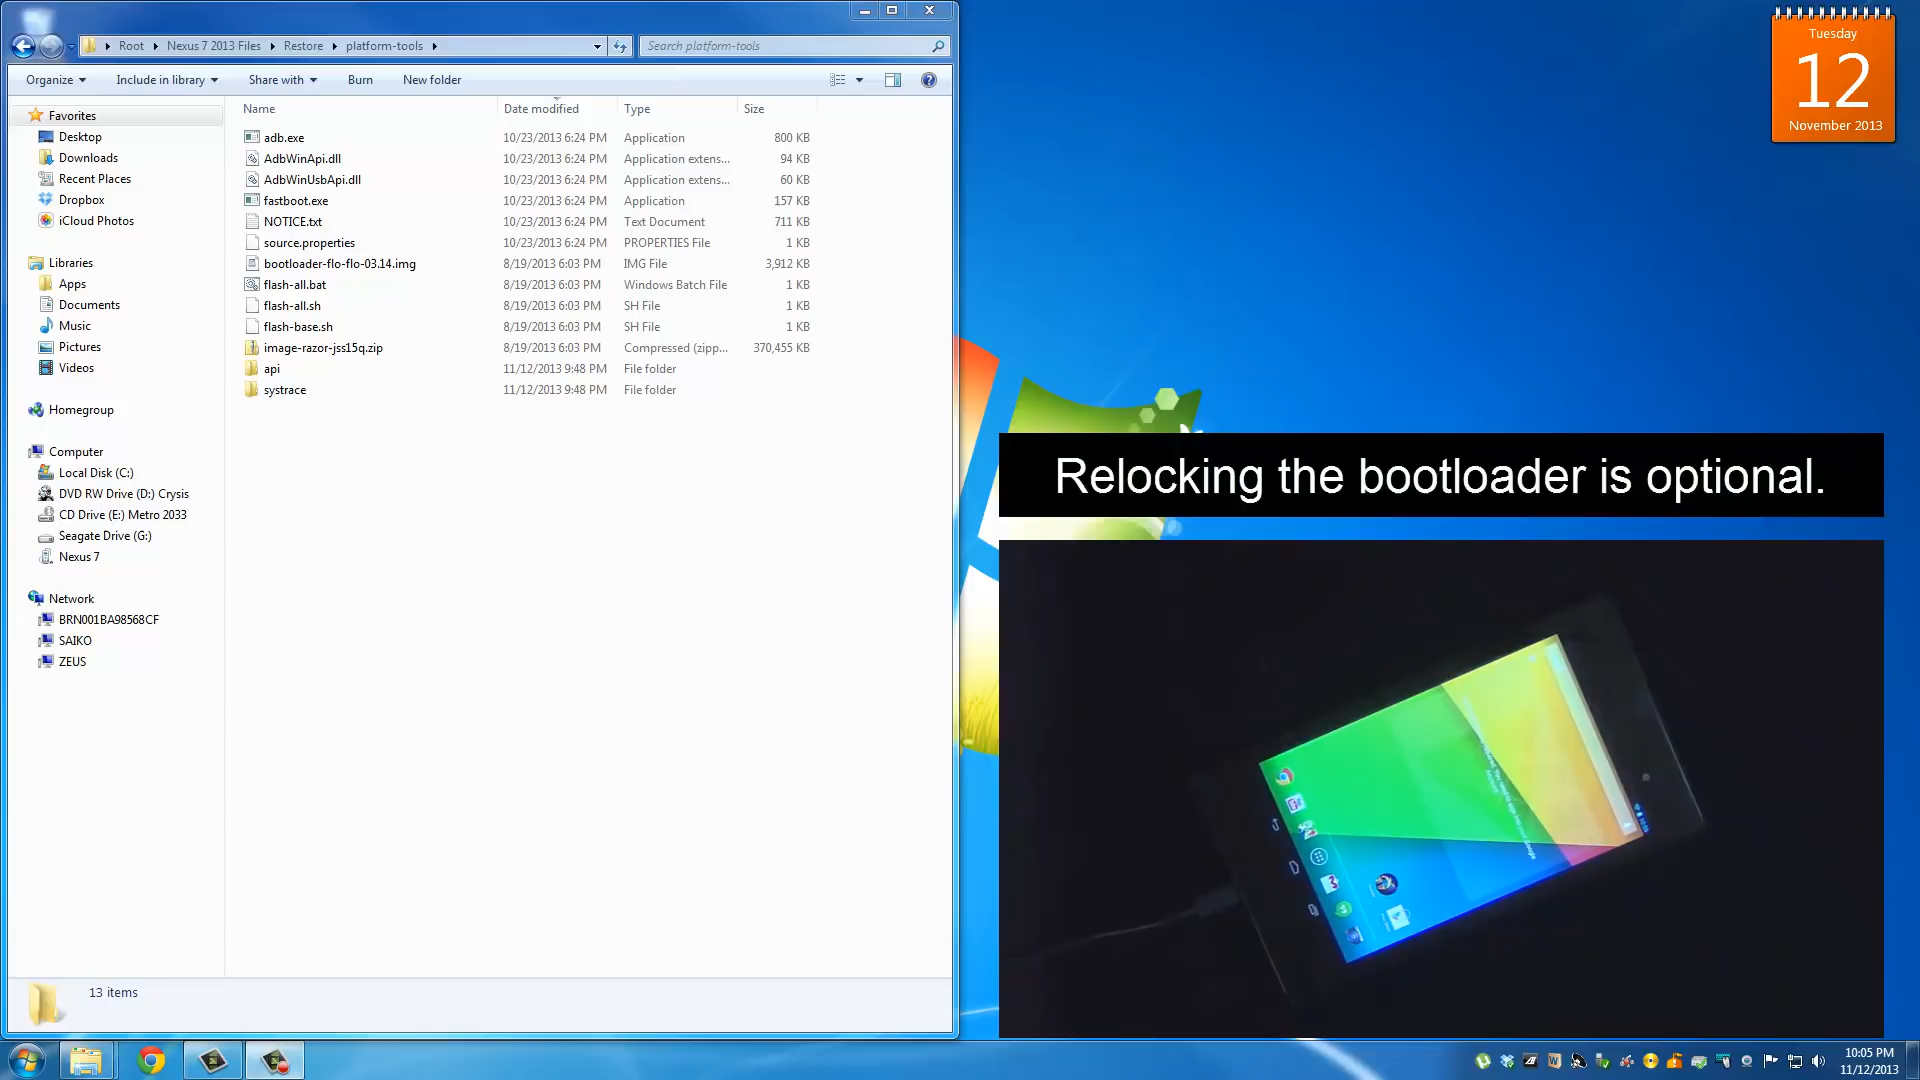 Root
Nexus 7 2013 Files
Restore
platform-tools
Search platform-tools
Organize
Include in library
Share with
Burn
New folder
Name
Date modified
Type
Size
Favorites
Desktop
Downloads
Recent Places
Dropbox
iCloud Photos
Libraries
Apps
Documents
Music
Pictures
Videos
Homegroup
Computer
Local Disk (C:)
DVD RW Drive (D:) Crysis
CD Drive (E:) Metro 2033
Seagate Drive (G:)
Nexus 7
Network
BRN001BA98568CF
SAIKO
ZEUS
adb.exe 10/23/2013 6:24 PM Application 800 KB
AdbWinApi.dll 10/23/2013 6:24 PM Application extens... 94 KB
AdbWinUsbApi.dll 10/23/2013 6:24 PM Application extens... 60 KB
fastboot.exe 10/23/2013 6:24 PM Application 157 KB
NOTICE.txt 10/23/2013 6:24 PM Text Document 711 KB
source.properties 10/23/2013 6:24 PM PROPERTIES File 1 KB
bootloader-flo-flo-03.14.img 8/19/2013 6:03 PM IMG File 3,912 KB
flash-all.bat 8/19/2013 6:03 PM Windows Batch File 1 KB
flash-all.sh 8/19/2013 6:03 PM SH File 1 KB
flash-base.sh 8/19/2013 6:03 PM SH File 1 KB
image-razor-jss15q.zip 8/19/2013 6:03 PM Compressed (zipp... 370,455 KB
api 11/12/2013 9:48 PM File folder
systrace 11/12/2013 9:48 PM File folder
13 items
Tuesday
12
November 2013
Relocking the bootloader is optional.
10:05 PM
11/12/2013